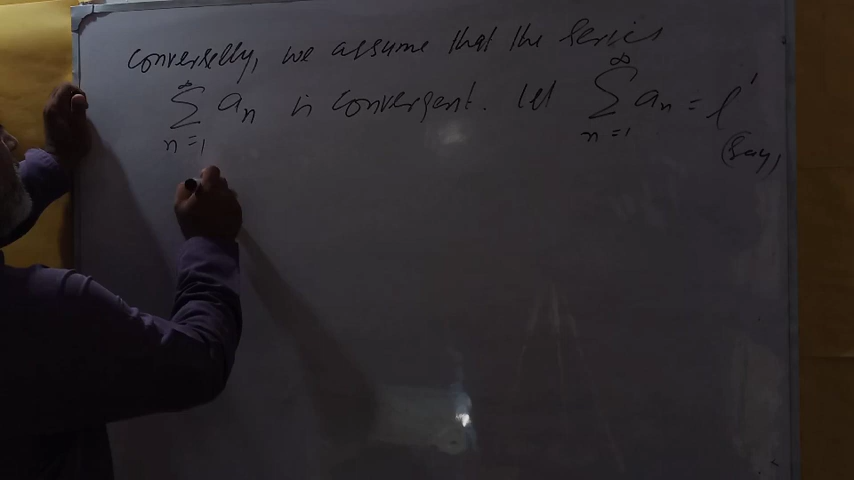 conversely, we assume that the series
∞ ∑ n=1 an is convergent. Let ∞ ∑ n=1 an = l'
(say,